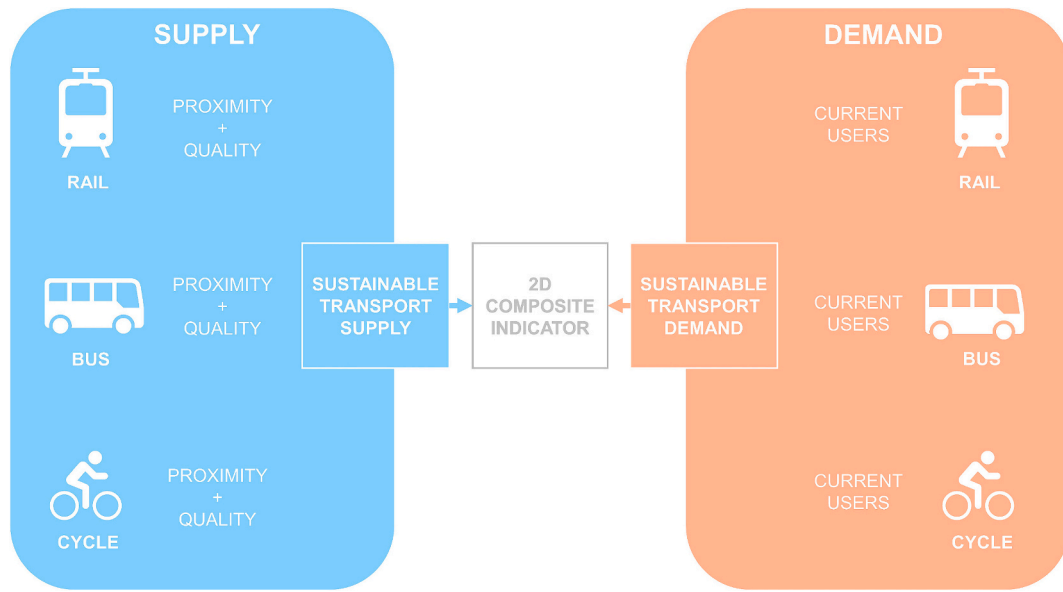 SUPPLY
PROXIMITY
+
QUALITY
RAIL
PROXIMITY
+
QUALITY
BUS
PROXIMITY
+
QUALITY
CYCLE
SUSTAINABLE
TRANSPORT
SUPPLY
2D
COMPOSITE
INDICATOR
SUSTAINABLE
TRANSPORT
DEMAND
DEMAND
CURRENT
USERS
RAIL
CURRENT
USERS
BUS
CURRENT
USERS
CYCLE